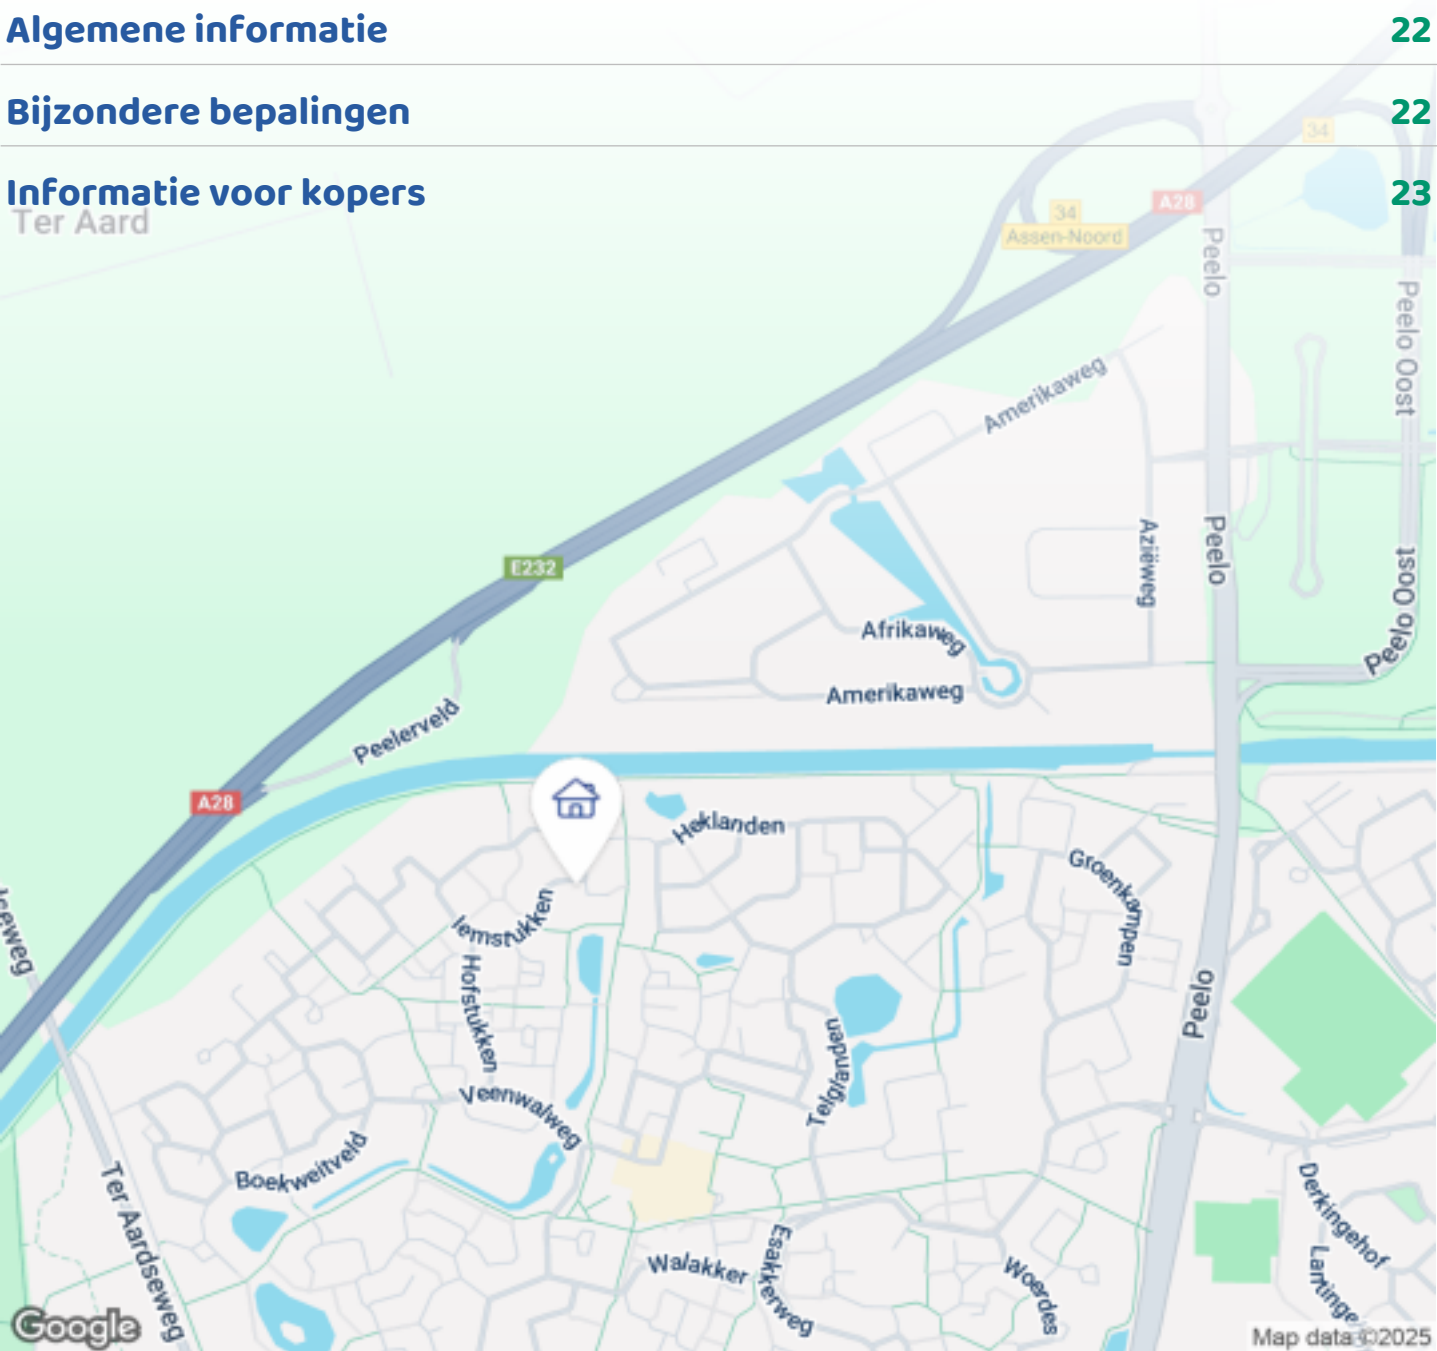 Algemene informatie 22
Bijzondere bepalingen 22
Informatie voor kopers 23
Ter Aard
34
34
Assen-Noord
A28
Peelo
Peelo Oost
Amerikaweg
E232
Aziëweg
Peelo
Peelo Oost
Afrikaweg
Amerikaweg
Peelerveld
A28
Heklanden
Groenkampen
Iemstukken
Hofstukken
Peelo
Telglanden
Veenwalweg
Boekweitveld
Ter Aardseweg
Derkingehof
Walakker
Esakkerweg
Woerdes
Lantinge
Google
Map data ©2025